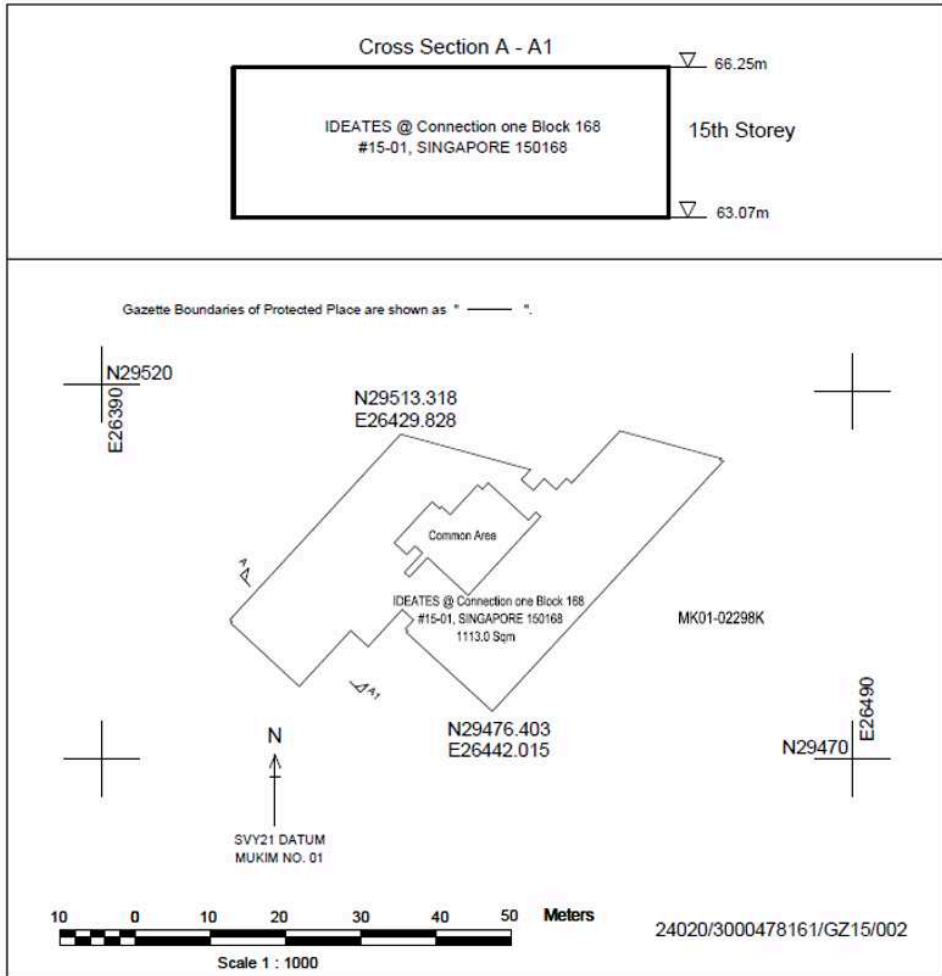 Cross Section A - A1
66.25m
IDEATES @ Connection one Block 168
#15-01, SINGAPORE 150168
15th Storey
63.07m
Gazette Boundaries of Protected Place are shown as " —— ".
N29520
E26390
N29513.318
E26429.828
Common Area
A
IDEATES @ Connection one Block 168
#15-01, SINGAPORE 150168
1113.0 Sqm
MK01-02298K
A1
N29476.403
E26442.015
E26490
N29470
N
SVY21 DATUM
MUKIM NO. 01
10 0 10 20 30 40 50 Meters
Scale 1 : 1000
24020/3000478161/GZ15/002